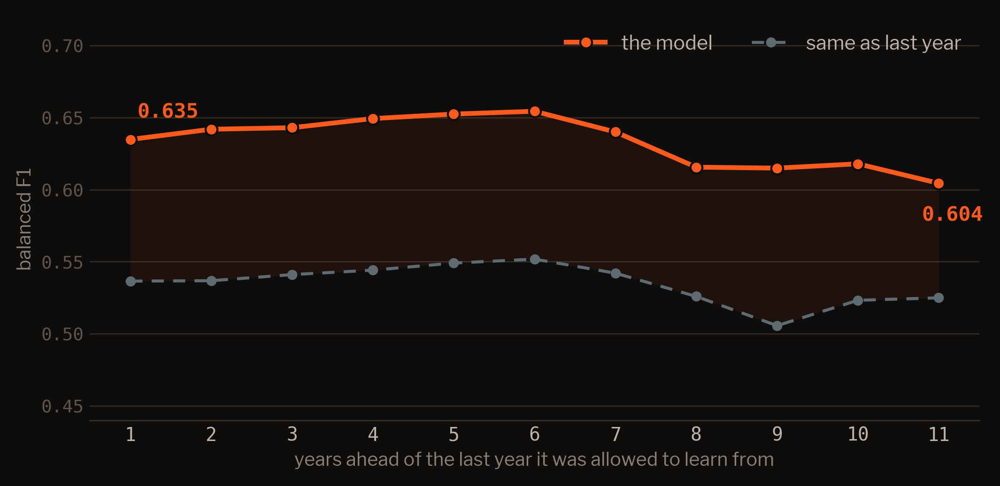 the model
same as last year
0.70
0.65
0.60
0.55
0.50
0.45
balanced F1
0.635
0.604
1 2 3 4 5 6 7 8 9 10 11
years ahead of the last year it was allowed to learn from